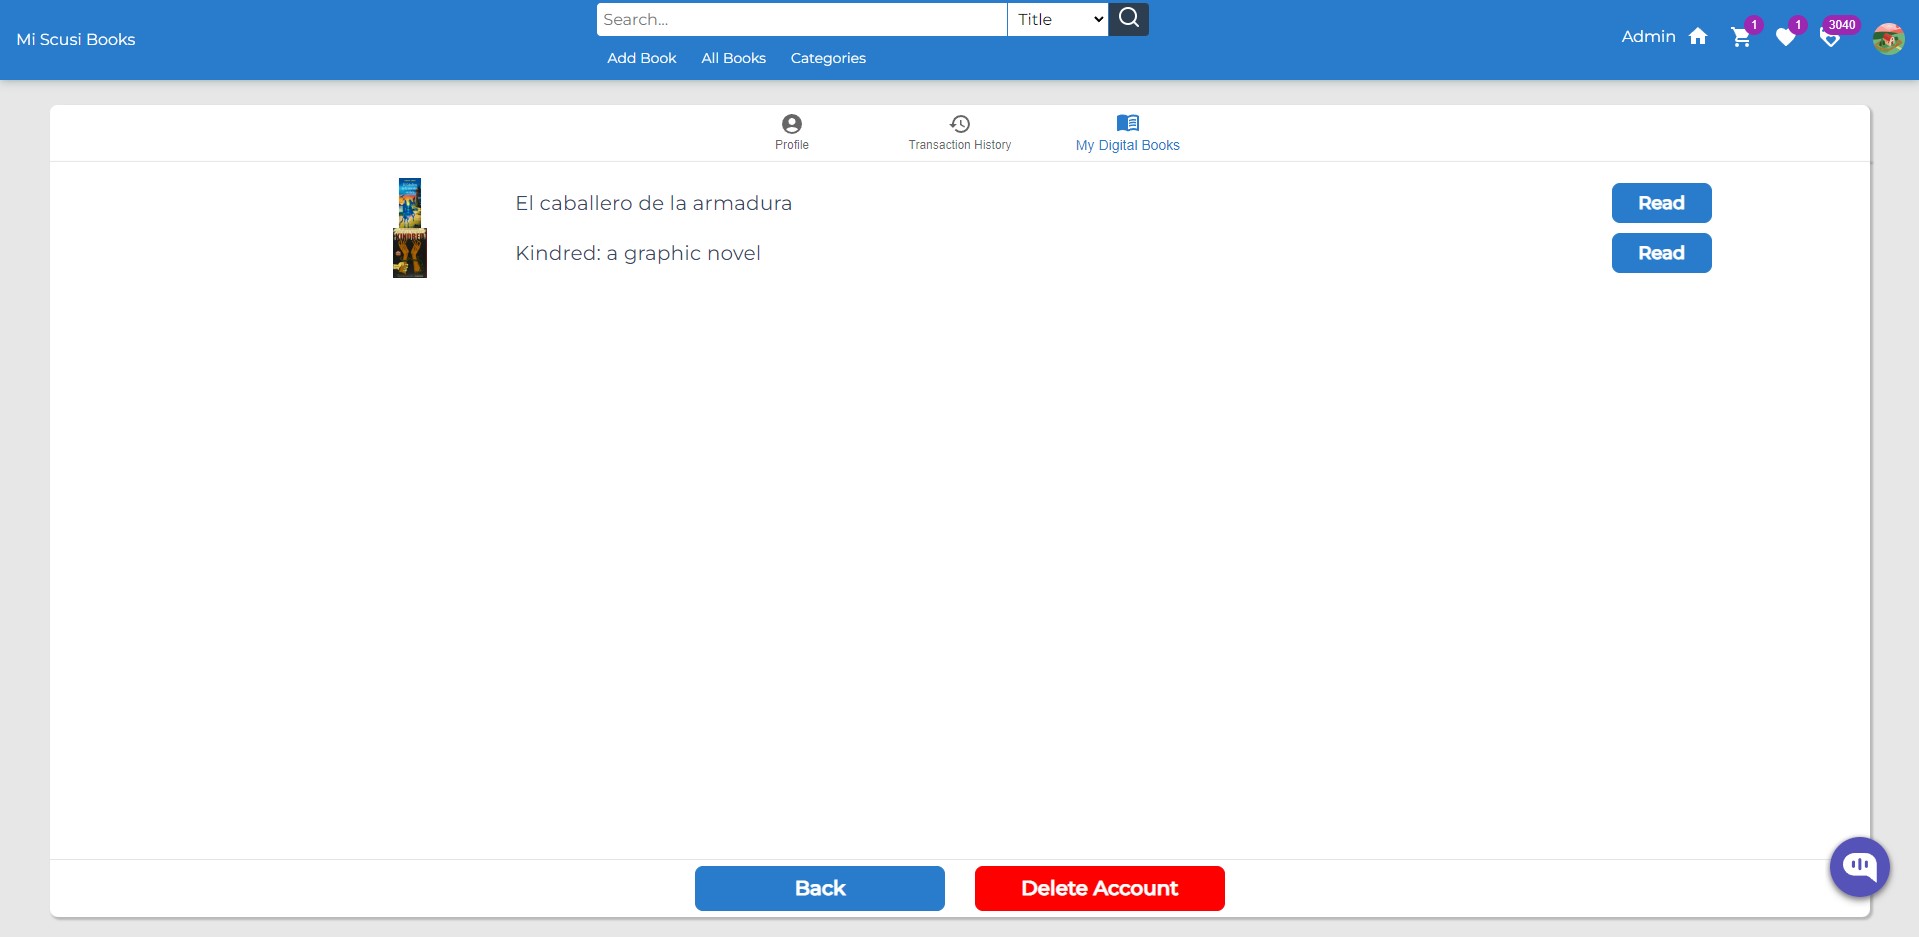 Mi Scusi Books
Search...
Title
Admin
1
1
3040
Add Book
All Books
Categories
Profile
Transaction History
My Digital Books
El caballero de la armadura
Read
KINDRED
Kindred: a graphic novel
Read
Back
Delete Account